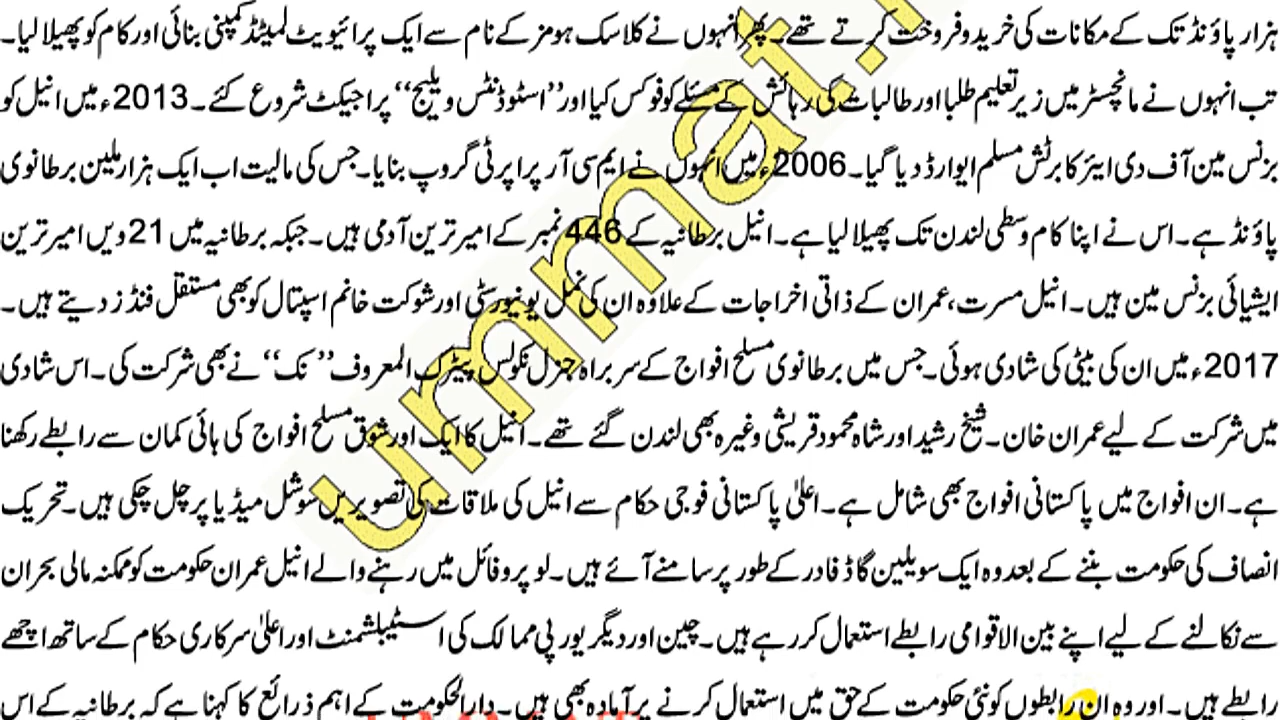 ہزار پاؤنڈ تک کے مکانات کی خرید و فروخت کرتے تھے۔ پھر انہوں نے کلاسک ہومز کے نام سے ایک پرائیویٹ لمیٹڈ کمپنی بنائی اور کام کو پھیلا لیا۔
تب انہوں نے مانچسٹر میں زیر تعلیم طلبا اور طالبات کی رہائش کے مسئلے کو فوکس کیا اور ’’اسٹوڈنٹس ویلیج‘‘ پراجیکٹ شروع کئے۔ 2013ء میں انیل کو
بزنس مین آف دی ایئر کا برٹش مسلم ایوارڈ دیا گیا۔ 2006ء میں انہوں نے ایم سی آر پراپرٹی گروپ بنایا۔ جس کی مالیت اب ایک ہزار ملین برطانوی
پاؤنڈ ہے۔ اس نے اپنا کام وسطی لندن تک پھیلا لیا ہے۔ انیل برطانیہ کے 446 نمبر کے امیر ترین آدمی ہیں۔ جبکہ برطانیہ میں 21 ویں امیر ترین
ایشیائی بزنس مین ہیں۔ انیل مسرت، عمران کے ذاتی اخراجات کے علاوہ ان کی نمل یونیورسٹی اور شوکت خانم اسپتال کو بھی مستقل فنڈز دیتے ہیں۔
2017ء میں ان کی بیٹی کی شادی ہوئی۔ جس میں برطانوی مسلح افواج کے سربراہ جنرل نکولس پیٹرک المعروف ’’نک‘‘ نے بھی شرکت کی۔ اس شادی
میں شرکت کے لیے عمران خان۔ شیخ رشید اور شاہ محمود قریشی وغیرہ بھی لندن گئے تھے۔ انیل کا ایک اور شوق مسلح افواج کی ہائی کمان سے رابطے رکھنا
ہے۔ ان افواج میں پاکستانی افواج بھی شامل ہے۔ اعلیٰ پاکستانی فوجی حکام سے انیل کی ملاقات کی تصویریں سوشل میڈیا پر چل چکی ہیں۔ تحریک
انصاف کی حکومت بننے کے بعد وہ ایک سویلین گاڈ فادر کے طور پر سامنے آئے ہیں۔ لو پروفائل میں رہنے والے انیل عمران حکومت کو ممکنہ مالی بحران
سے نکالنے کے لیے اپنے بین الاقوامی رابطے استعمال کر رہے ہیں۔ چین اور دیگر یورپی ممالک کی اسٹیبلشمنٹ اور اعلیٰ سرکاری حکام کے ساتھ اچھے
رابطے ہیں۔ اور وہ ان رابطوں کو نئی حکومت کے حق میں استعمال کرنے پر آمادہ بھی ہیں۔ دارالحکومت کے اہم ذرائع کا کہنا ہے کہ برطانیہ کے اس